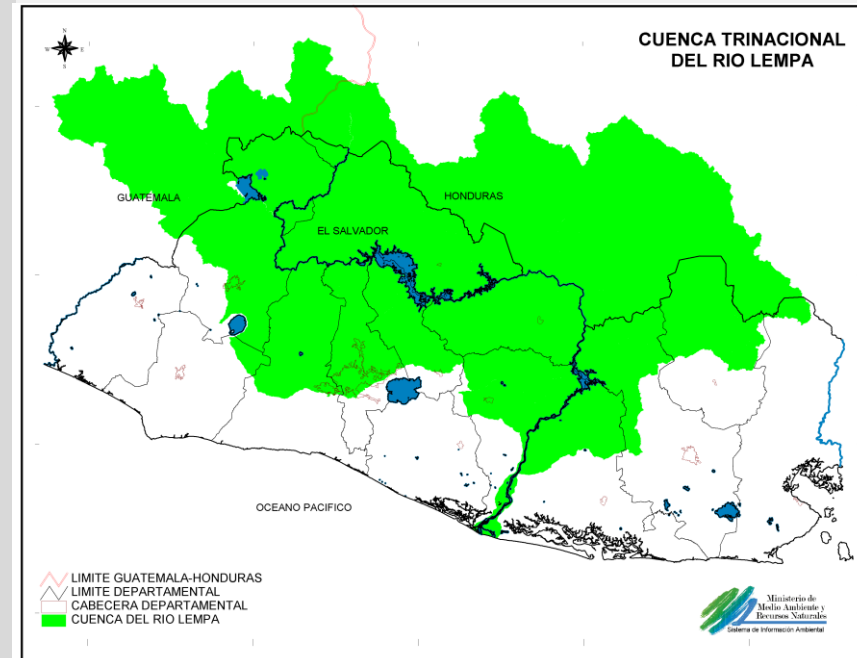 CUENCA TRINACIONAL
DEL RIO LEMPA
N
W
E
GUATEMALA
HONDURAS
EL SALVADOR
OCEANO PACIFICO
LIMITE GUATEMALA-HONDURAS
LIMITE DEPARTAMENTAL
CABECERA DEPARTAMENTAL
CUENCA DEL RIO LEMPA
Ministerio de
Medio Ambiente y
Recursos Naturales
Sistema de Información Ambiental